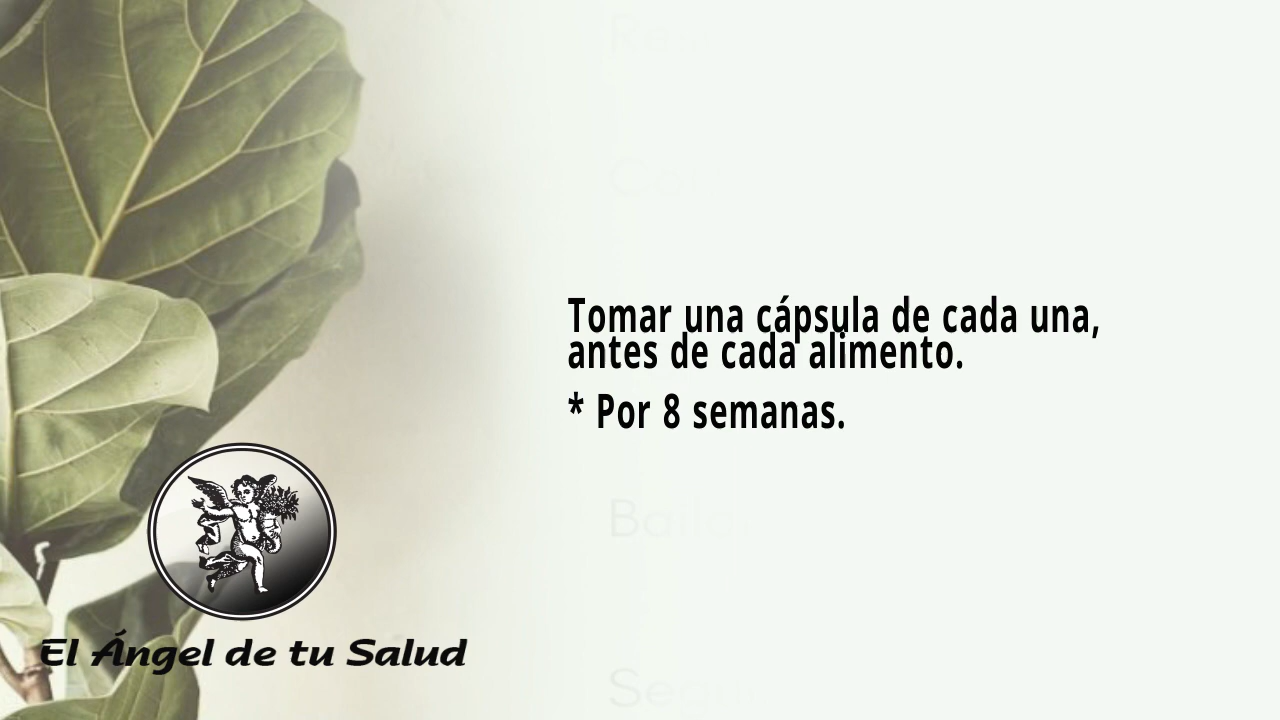 Tomar una cápsula de cada una,
antes de cada alimento.
* Por 8 semanas.
El Ángel de tu Salud